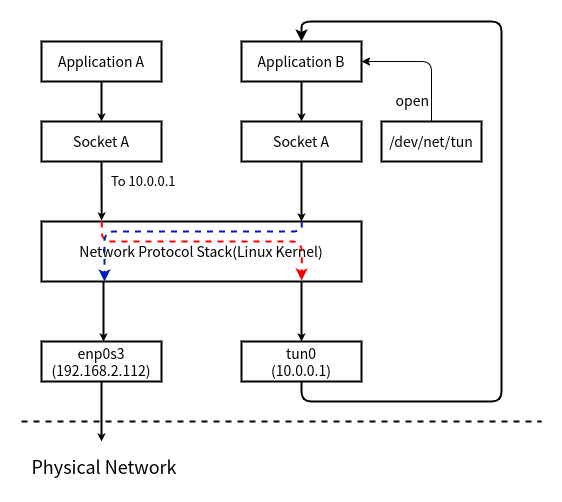 Application A
Application B
open
Socket A
Socket A
/dev/net/tun
To 10.0.0.1
Network Protocol Stack(Linux Kernel)
enp0s3
(192.168.2.112)
tun0
(10.0.0.1)
Physical Network